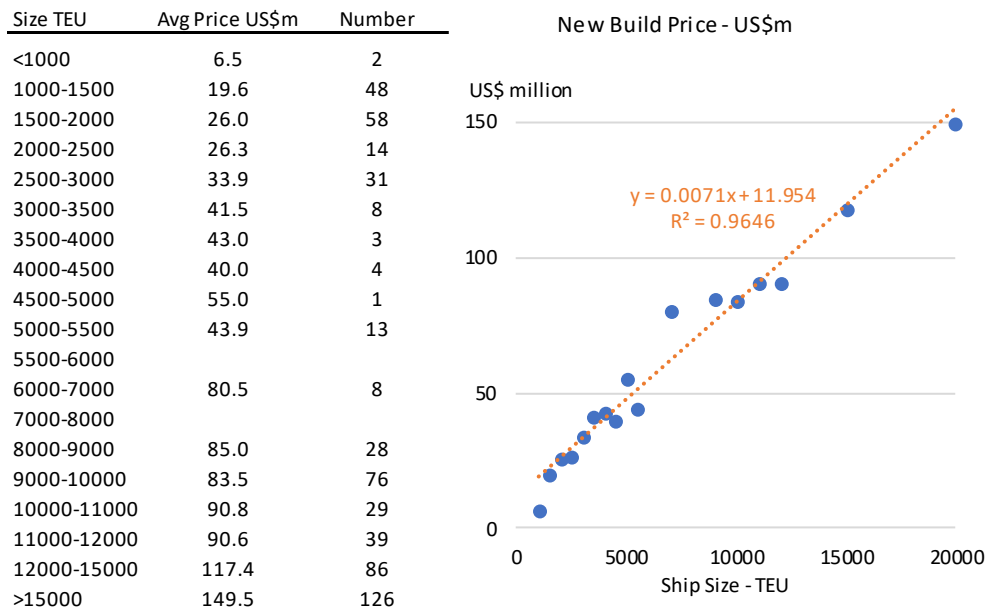 Size TEU Avg Price US$m Number
<1000 6.5 2
1000-1500 19.6 48
1500-2000 26.0 58
2000-2500 26.3 14
2500-3000 33.9 31
3000-3500 41.5 8
3500-4000 43.0 3
4000-4500 40.0 4
4500-5000 55.0 1
5000-5500 43.9 13
5500-6000
6000-7000 80.5 8
7000-8000
8000-9000 85.0 28
9000-10000 83.5 76
10000-11000 90.8 29
11000-12000 90.6 39
12000-15000 117.4 86
>15000 149.5 126
New Build Price - US$m
US$ million
150
100
50
0
y = 0.0071x + 11.954
R² = 0.9646
0 5000 10000 15000 20000
Ship Size - TEU